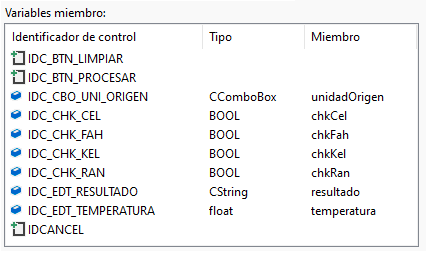 Variables miembro:
Identificador de control Tipo Miembro
IDC_BTN_LIMPIAR
IDC_BTN_PROCESAR
IDC_CBO_UNI_ORIGEN CComboBox unidadOrigen
IDC_CHK_CEL BOOL chkCel
IDC_CHK_FAH BOOL chkFah
IDC_CHK_KEL BOOL chkKel
IDC_CHK_RAN BOOL chkRan
IDC_EDT_RESULTADO CString resultado
IDC_EDT_TEMPERATURA float temperatura
IDCANCEL